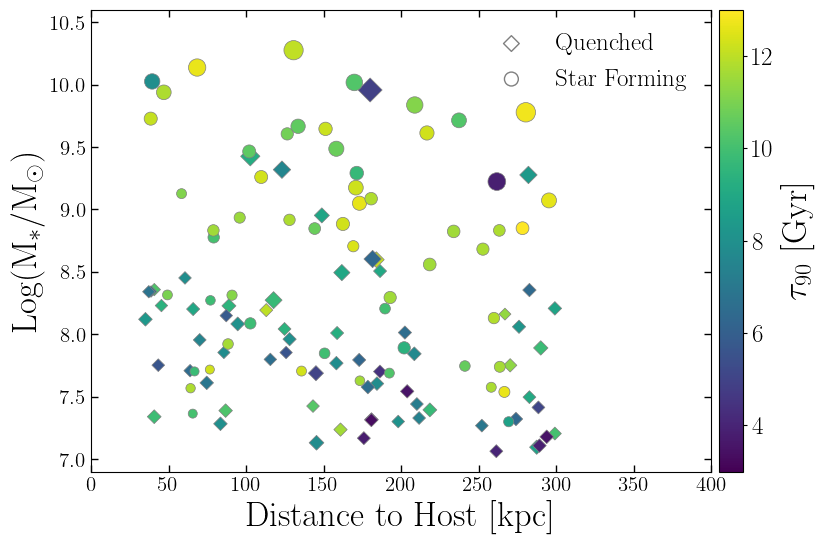 Quenched
Star Forming
Log(M*/M⊙)
10.5
10.0
9.5
9.0
8.5
8.0
7.5
7.0
0 50 100 150 200 250 300 350 400
Distance to Host [kpc]
12
10
8
6
4
τ90 [Gyr]